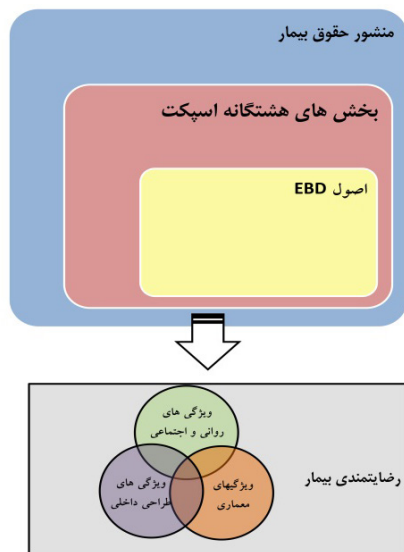 منشور حقوق بیمار
بخش های هشتگانه اسپکت
اصول EBD
ویژگی های
روانی و اجتماعی
رضایتمندی بیمار
ویژگیهای
معماری
ویژگی های
طراحی داخلی